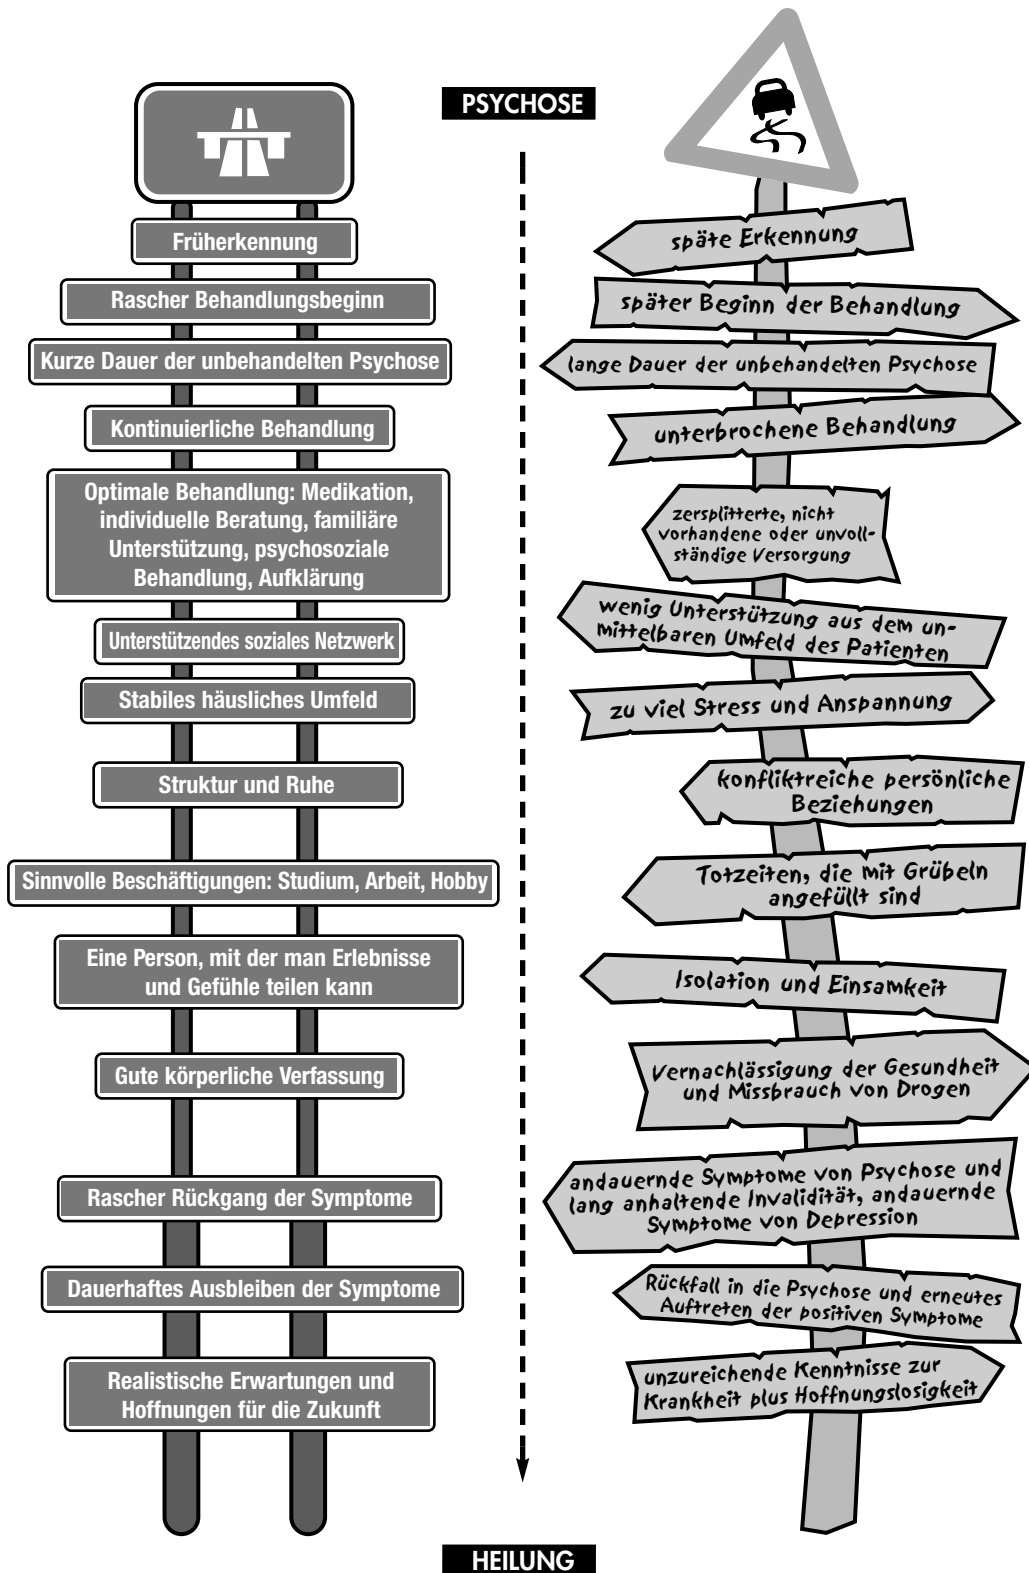 PSYCHOSE
Früherkennung
Rascher Behandlungsbeginn
Kurze Dauer der unbehandelten Psychose
Kontinuierliche Behandlung
Optimale Behandlung: Medikation,
individuelle Beratung, familiäre
Unterstützung, psychosoziale
Behandlung, Aufklärung
Unterstützendes soziales Netzwerk
Stabiles häusliches Umfeld
Struktur und Ruhe
Sinnvolle Beschäftigungen: Studium, Arbeit, Hobby
Eine Person, mit der man Erlebnisse
und Gefühle teilen kann
Gute körperliche Verfassung
Rascher Rückgang der Symptome
Dauerhaftes Ausbleiben der Symptome
Realistische Erwartungen und
Hoffnungen für die Zukunft
späte Erkennung
später Beginn der Behandlung
lange Dauer der unbehandelten Psychose
unterbrochene Behandlung
zersplitterte, nicht
vorhandene oder unvoll-
ständige Versorgung
wenig Unterstützung aus dem un-
mittelbaren Umfeld des Patienten
zu viel Stress und Anspannung
konfliktreiche persönliche
Beziehungen
Totzeiten, die mit Grübeln
angefüllt sind
Isolation und Einsamkeit
Vernachlässigung der Gesundheit
und Missbrauch von Drogen
andauernde Symptome von Psychose und
lang anhaltende Invalidität, andauernde
Symptome von Depression
Rückfall in die Psychose und erneutes
Auftreten der positiven Symptome
unzureichende Kenntnisse zur
Krankheit plus Hoffnungslosigkeit
HEILUNG